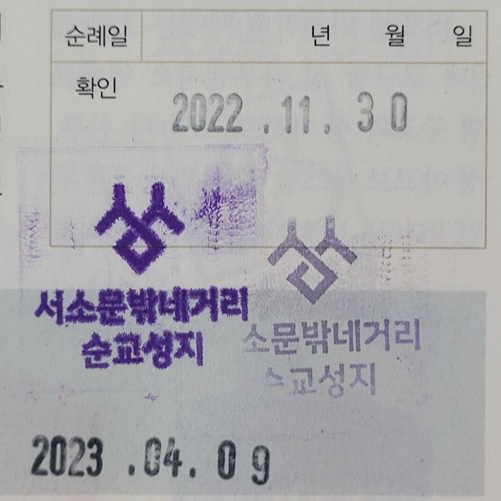 순례일 년 월 일
확인
2022 .11. 30
서소문밖네거리
순교성지
소문밖네거리
교성지
2023 .04. 09